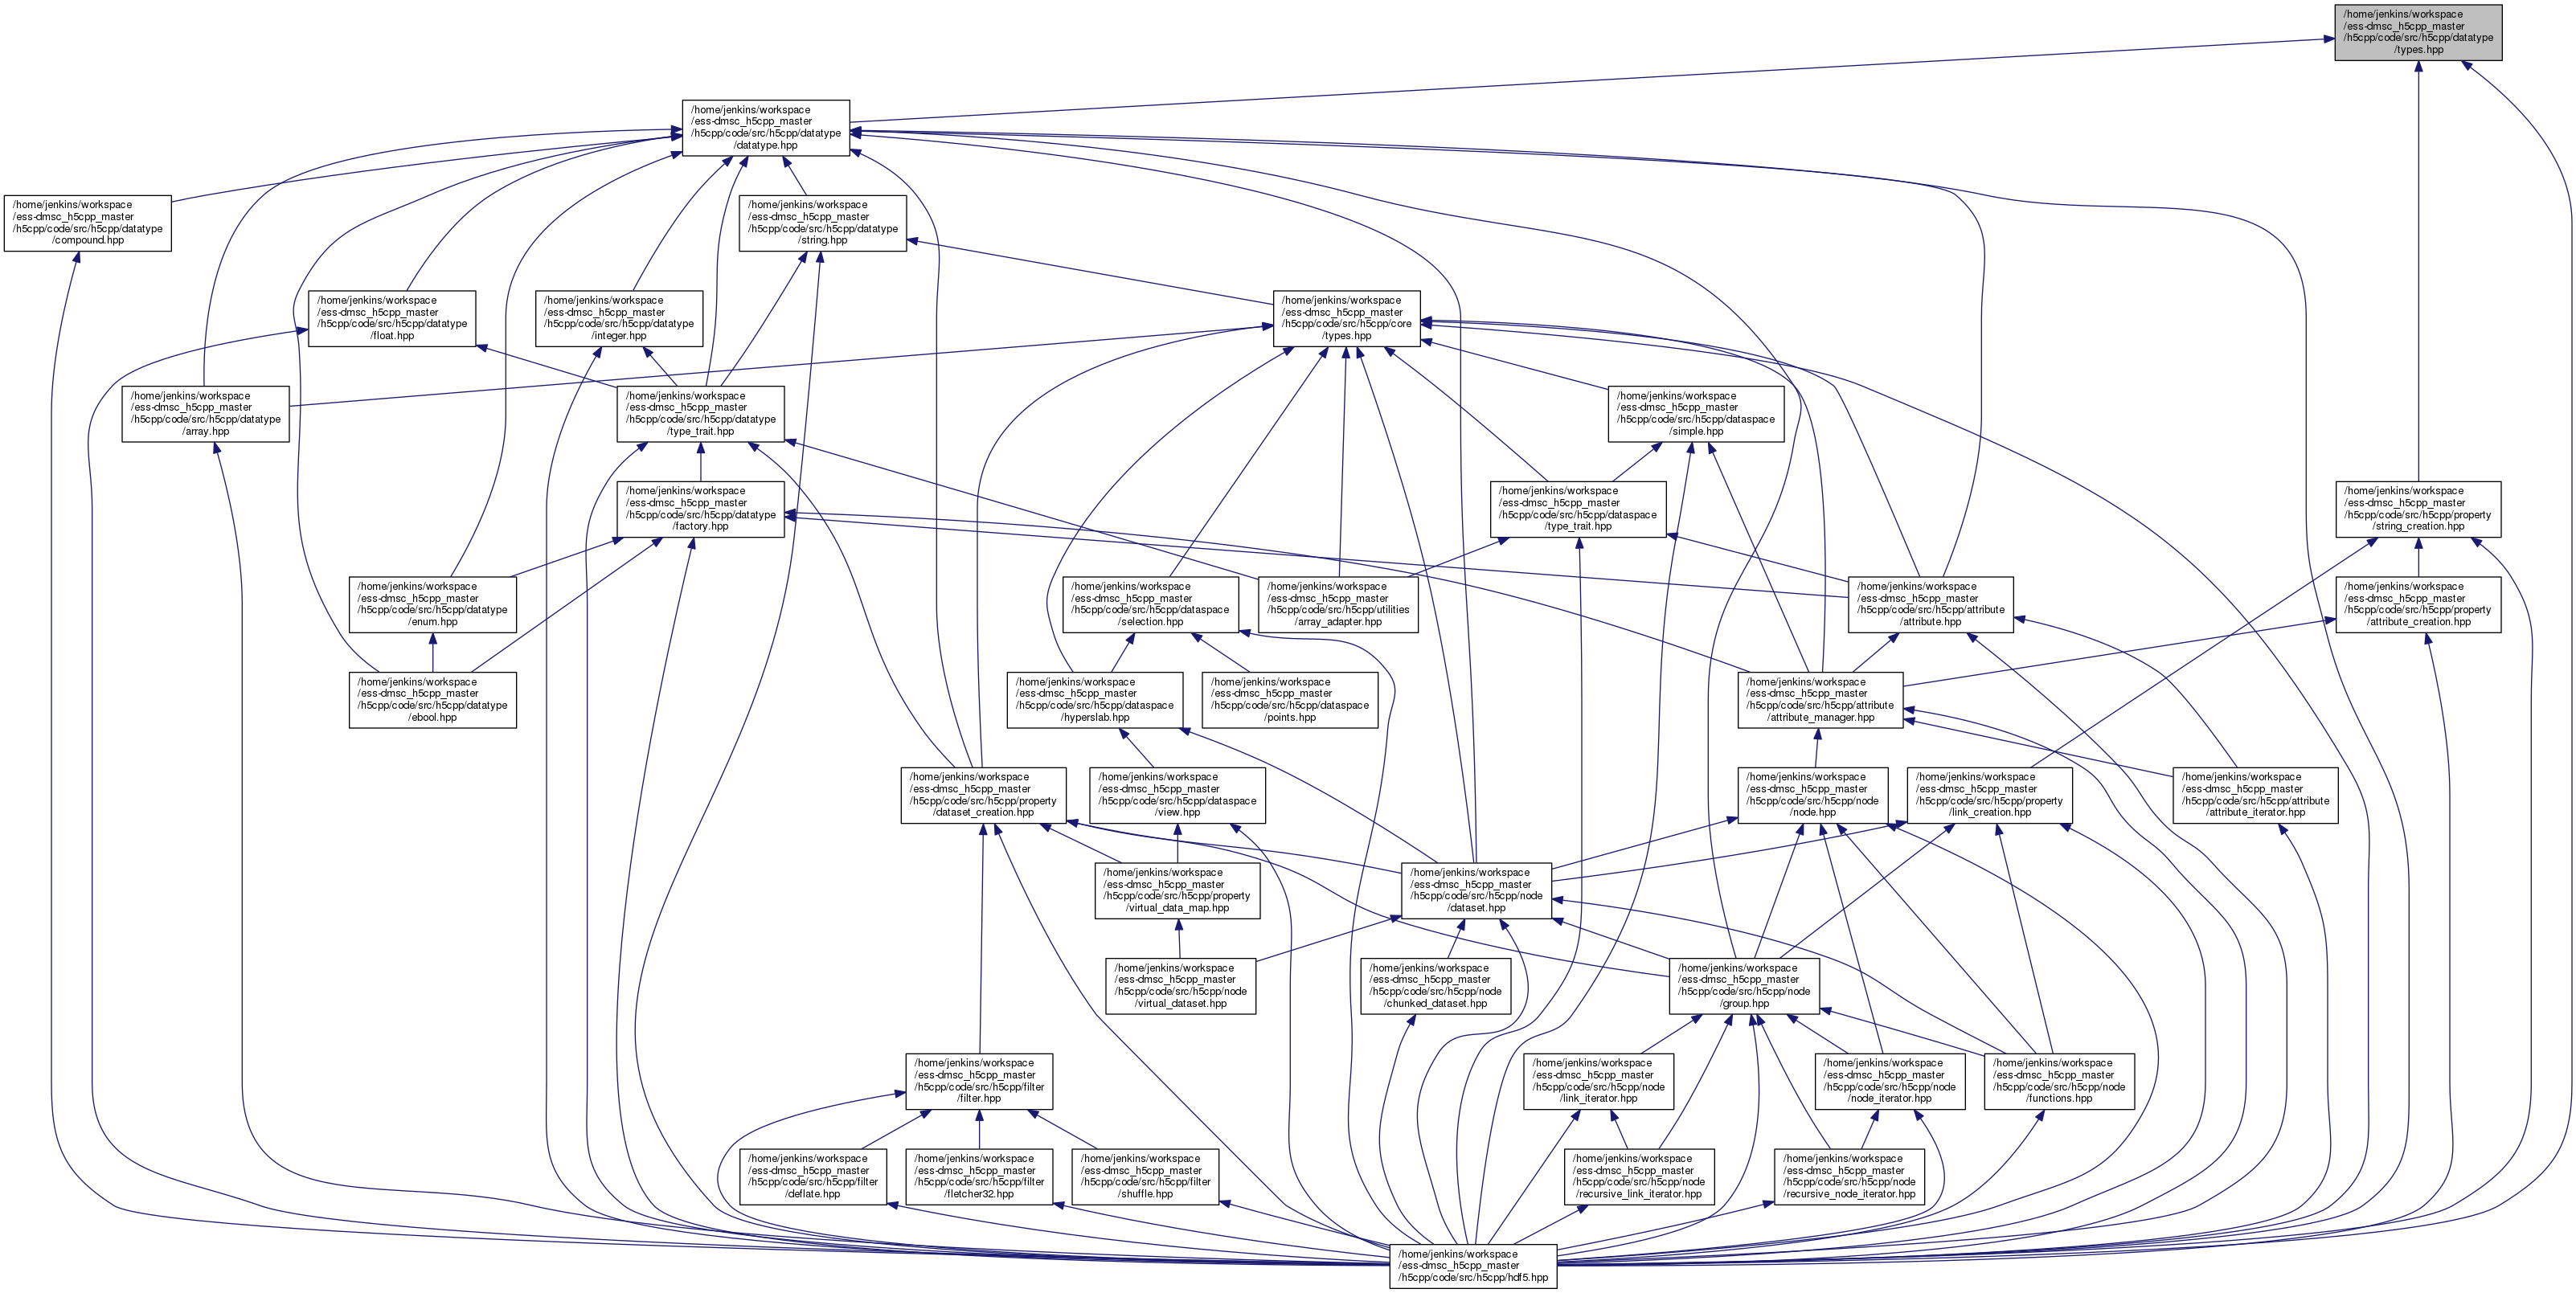 /home/jenkins/workspace
/ess-dmsc_h5cpp_master
/h5cpp/code/src/h5cpp/datatype
/types.hpp
/home/jenkins/workspace
/ess-dmsc_h5cpp_master
/h5cpp/code/src/h5cpp/datatype
/datatype.hpp
/home/jenkins/workspace
/ess-dmsc_h5cpp_master
/h5cpp/code/src/h5cpp/datatype
/compound.hpp
/home/jenkins/workspace
/ess-dmsc_h5cpp_master
/h5cpp/code/src/h5cpp/datatype
/string.hpp
/home/jenkins/workspace
/ess-dmsc_h5cpp_master
/h5cpp/code/src/h5cpp/datatype
/float.hpp
/home/jenkins/workspace
/ess-dmsc_h5cpp_master
/h5cpp/code/src/h5cpp/datatype
/integer.hpp
/home/jenkins/workspace
/ess-dmsc_h5cpp_master
/h5cpp/code/src/h5cpp/core
/types.hpp
/home/jenkins/workspace
/ess-dmsc_h5cpp_master
/h5cpp/code/src/h5cpp/datatype
/array.hpp
/home/jenkins/workspace
/ess-dmsc_h5cpp_master
/h5cpp/code/src/h5cpp/datatype
/type_trait.hpp
/home/jenkins/workspace
/ess-dmsc_h5cpp_master
/h5cpp/code/src/h5cpp/dataspace
/simple.hpp
/home/jenkins/workspace
/ess-dmsc_h5cpp_master
/h5cpp/code/src/h5cpp/datatype
/factory.hpp
/home/jenkins/workspace
/ess-dmsc_h5cpp_master
/h5cpp/code/src/h5cpp/dataspace
/type_trait.hpp
/home/jenkins/workspace
/ess-dmsc_h5cpp_master
/h5cpp/code/src/h5cpp/property
/string_creation.hpp
/home/jenkins/workspace
/ess-dmsc_h5cpp_master
/h5cpp/code/src/h5cpp/datatype
/enum.hpp
/home/jenkins/workspace
/ess-dmsc_h5cpp_master
/h5cpp/code/src/h5cpp/dataspace
/selection.hpp
/home/jenkins/workspace
/ess-dmsc_h5cpp_master
/h5cpp/code/src/h5cpp/utilities
/array_adapter.hpp
/home/jenkins/workspace
/ess-dmsc_h5cpp_master
/h5cpp/code/src/h5cpp/attribute
/attribute.hpp
/home/jenkins/workspace
/ess-dmsc_h5cpp_master
/h5cpp/code/src/h5cpp/property
/attribute_creation.hpp
/home/jenkins/workspace
/ess-dmsc_h5cpp_master
/h5cpp/code/src/h5cpp/datatype
/ebool.hpp
/home/jenkins/workspace
/ess-dmsc_h5cpp_master
/h5cpp/code/src/h5cpp/dataspace
/hyperslab.hpp
/home/jenkins/workspace
/ess-dmsc_h5cpp_master
/h5cpp/code/src/h5cpp/dataspace
/points.hpp
/home/jenkins/workspace
/ess-dmsc_h5cpp_master
/h5cpp/code/src/h5cpp/attribute
/attribute_manager.hpp
/home/jenkins/workspace
/ess-dmsc_h5cpp_master
/h5cpp/code/src/h5cpp/property
/dataset_creation.hpp
/home/jenkins/workspace
/ess-dmsc_h5cpp_master
/h5cpp/code/src/h5cpp/dataspace
/view.hpp
/home/jenkins/workspace
/ess-dmsc_h5cpp_master
/h5cpp/code/src/h5cpp/node
/node.hpp
/home/jenkins/workspace
/ess-dmsc_h5cpp_master
/h5cpp/code/src/h5cpp/property
/link_creation.hpp
/home/jenkins/workspace
/ess-dmsc_h5cpp_master
/h5cpp/code/src/h5cpp/attribute
/attribute_iterator.hpp
/home/jenkins/workspace
/ess-dmsc_h5cpp_master
/h5cpp/code/src/h5cpp/property
/virtual_data_map.hpp
/home/jenkins/workspace
/ess-dmsc_h5cpp_master
/h5cpp/code/src/h5cpp/node
/dataset.hpp
/home/jenkins/workspace
/ess-dmsc_h5cpp_master
/h5cpp/code/src/h5cpp/node
/virtual_dataset.hpp
/home/jenkins/workspace
/ess-dmsc_h5cpp_master
/h5cpp/code/src/h5cpp/node
/chunked_dataset.hpp
/home/jenkins/workspace
/ess-dmsc_h5cpp_master
/h5cpp/code/src/h5cpp/node
/group.hpp
/home/jenkins/workspace
/ess-dmsc_h5cpp_master
/h5cpp/code/src/h5cpp/filter
/filter.hpp
/home/jenkins/workspace
/ess-dmsc_h5cpp_master
/h5cpp/code/src/h5cpp/node
/link_iterator.hpp
/home/jenkins/workspace
/ess-dmsc_h5cpp_master
/h5cpp/code/src/h5cpp/node
/node_iterator.hpp
/home/jenkins/workspace
/ess-dmsc_h5cpp_master
/h5cpp/code/src/h5cpp/node
/functions.hpp
/home/jenkins/workspace
/ess-dmsc_h5cpp_master
/h5cpp/code/src/h5cpp/filter
/deflate.hpp
/home/jenkins/workspace
/ess-dmsc_h5cpp_master
/h5cpp/code/src/h5cpp/filter
/fletcher32.hpp
/home/jenkins/workspace
/ess-dmsc_h5cpp_master
/h5cpp/code/src/h5cpp/filter
/shuffle.hpp
/home/jenkins/workspace
/ess-dmsc_h5cpp_master
/h5cpp/code/src/h5cpp/node
/recursive_link_iterator.hpp
/home/jenkins/workspace
/ess-dmsc_h5cpp_master
/h5cpp/code/src/h5cpp/node
/recursive_node_iterator.hpp
/home/jenkins/workspace
/ess-dmsc_h5cpp_master
/h5cpp/code/src/h5cpp/hdf5.hpp